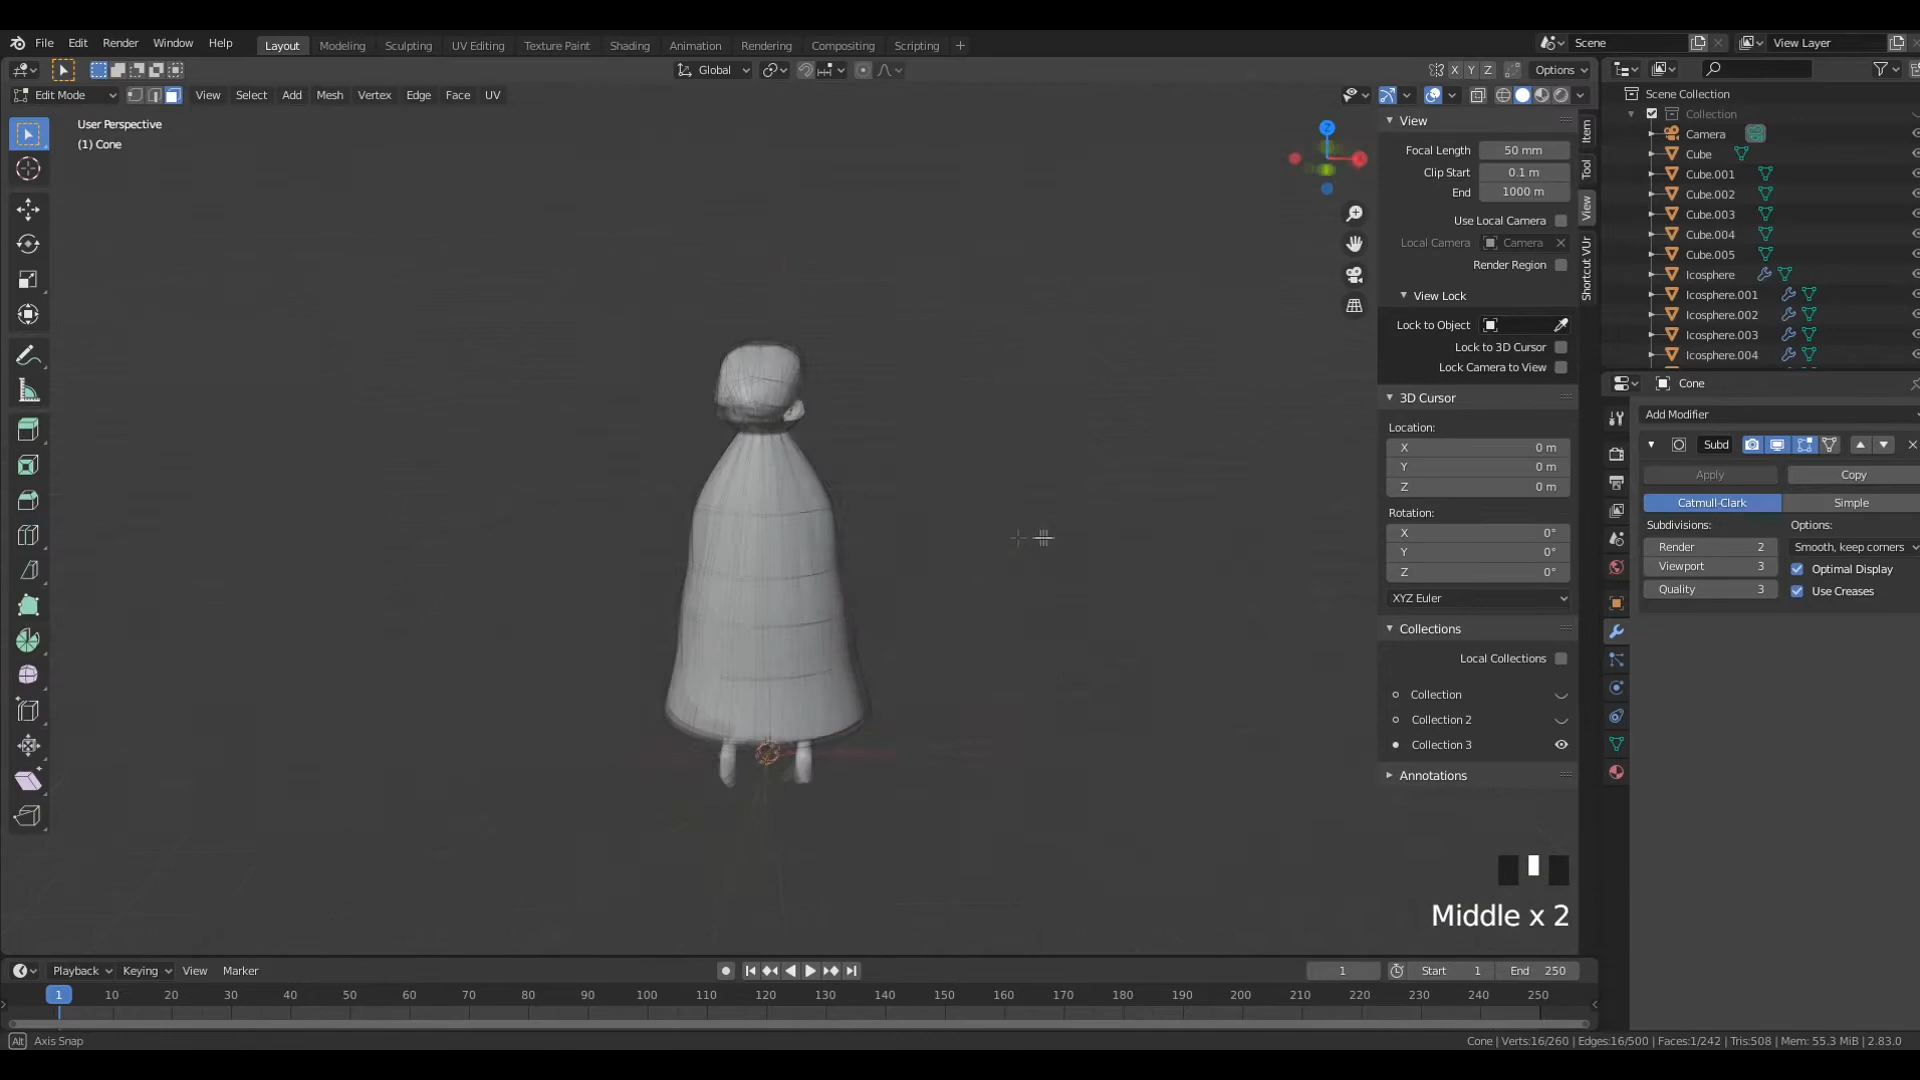 File Edit Render Window Help Layout Modeling Sculpting UV Editing Texture Paint Shading Animation Rendering Compositing Scripting + Scene View Layer
Global X Y Z Options
Edit Mode View Select Add Mesh Vertex Edge Face UV
User Perspective
(1) Cone
Z
X
View
Focal Length 50 mm
Clip Start 0.1 m
End 1000 m
Use Local Camera
Local Camera Camera
Render Region
View Lock
Lock to Object
Lock to 3D Cursor
Lock Camera to View
3D Cursor
Location:
X 0 m
Y 0 m
Z 0 m
Rotation:
X 0°
Y 0°
Z 0°
XYZ Euler
Collections
Local Collections
Collection
Collection 2
Collection 3
Annotations
Item
Tool
View
Shortcut VUr
Scene Collection
Collection
Camera
Cube
Cube.001
Cube.002
Cube.003
Cube.004
Cube.005
Icosphere
Icosphere.001
Icosphere.002
Icosphere.003
Icosphere.004
Cone
Add Modifier
Subd
Apply Copy
Catmull-Clark Simple
Subdivisions: Options:
Render 2 Smooth, keep corners
Viewport 3 Optimal Display
Quality 3 Use Creases
Middle x 2
Playback Keying View Marker 1 Start 1 End 250
1 10 20 30 40 50 60 70 80 90 100 110 120 130 140 150 160 170 180 190 200 210 220 230 240 250
Alt Axis Snap Cone | Verts:16/260 | Edges:16/500 | Faces:1/242 | Tris:508 | Mem: 55.3 MiB | 2.83.0